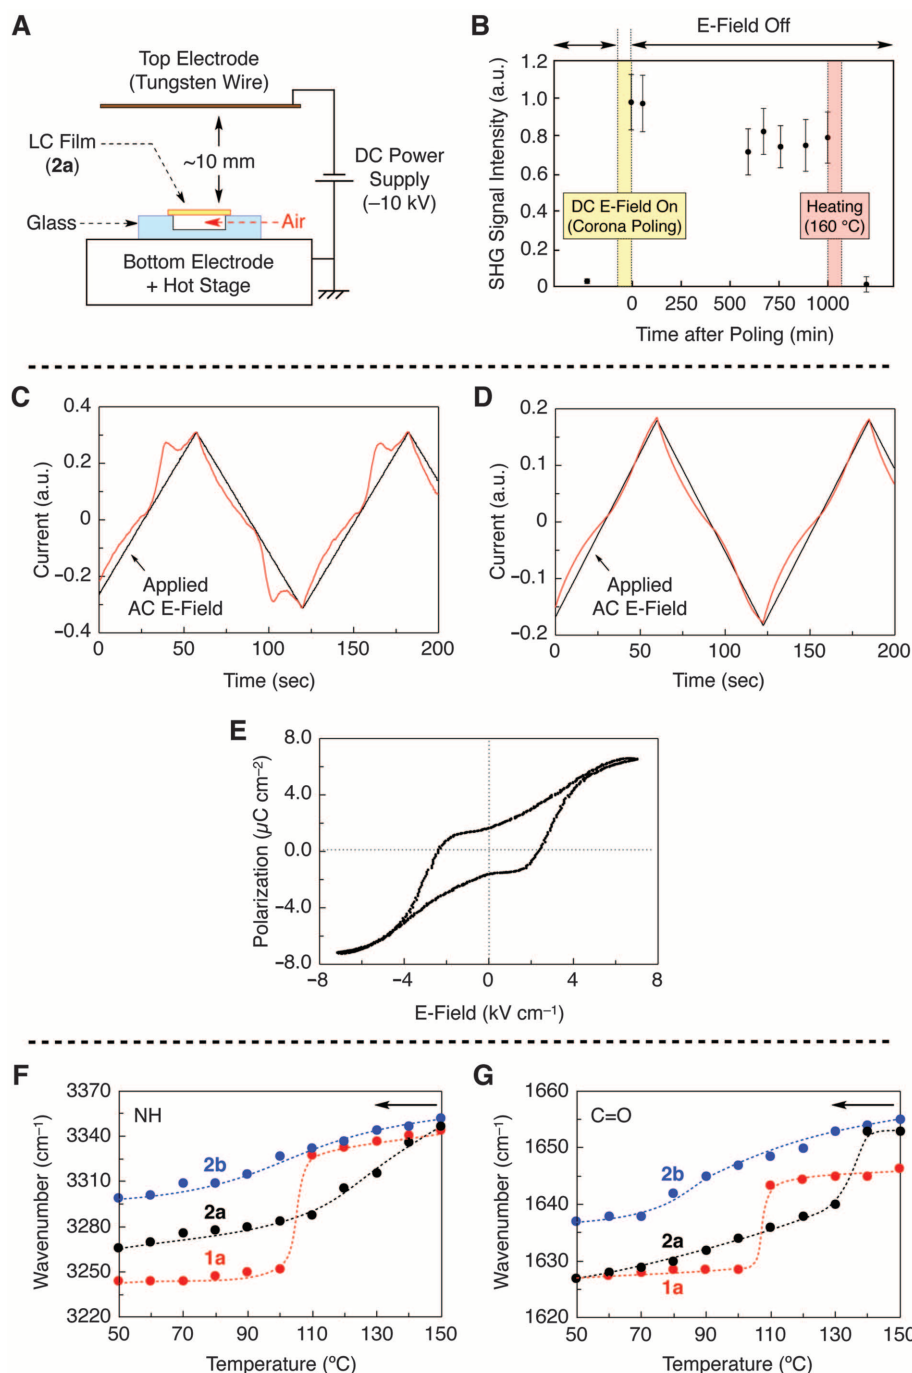 A
Top Electrode
(Tungsten Wire)
LC Film
(2a)
~10 mm
DC Power
Supply
(−10 kV)
Glass
Air
Bottom Electrode
+ Hot Stage
B
E-Field Off
SHG Signal Intensity (a.u.)
1.2
1.0
0.8
0.6
0.4
0.2
0
DC E-Field On
(Corona Poling)
Heating
(160 °C)
0 250 500 750 1000
Time after Poling (min)
C
Current (a.u.)
0.4
0.2
0
−0.2
−0.4
Applied
AC E-Field
0 50 100 150 200
Time (sec)
D
Current (a.u.)
0.2
0.1
0
−0.1
−0.2
Applied
AC E-Field
0 50 100 150 200
Time (sec)
E
Polarization (μC cm−2)
8.0
4.0
0.0
−4.0
−8.0
−8 −4 0 4 8
E-Field (kV cm−1)
F
Wavenumber (cm−1)
3370
3340
3310
3280
3250
3220
NH
2b
2a
1a
50 70 90 110 130 150
Temperature (ºC)
G
Wavenumber (cm−1)
1660
1650
1640
1630
1620
C=O
2b
2a
1a
50 70 90 110 130 150
Temperature (ºC)